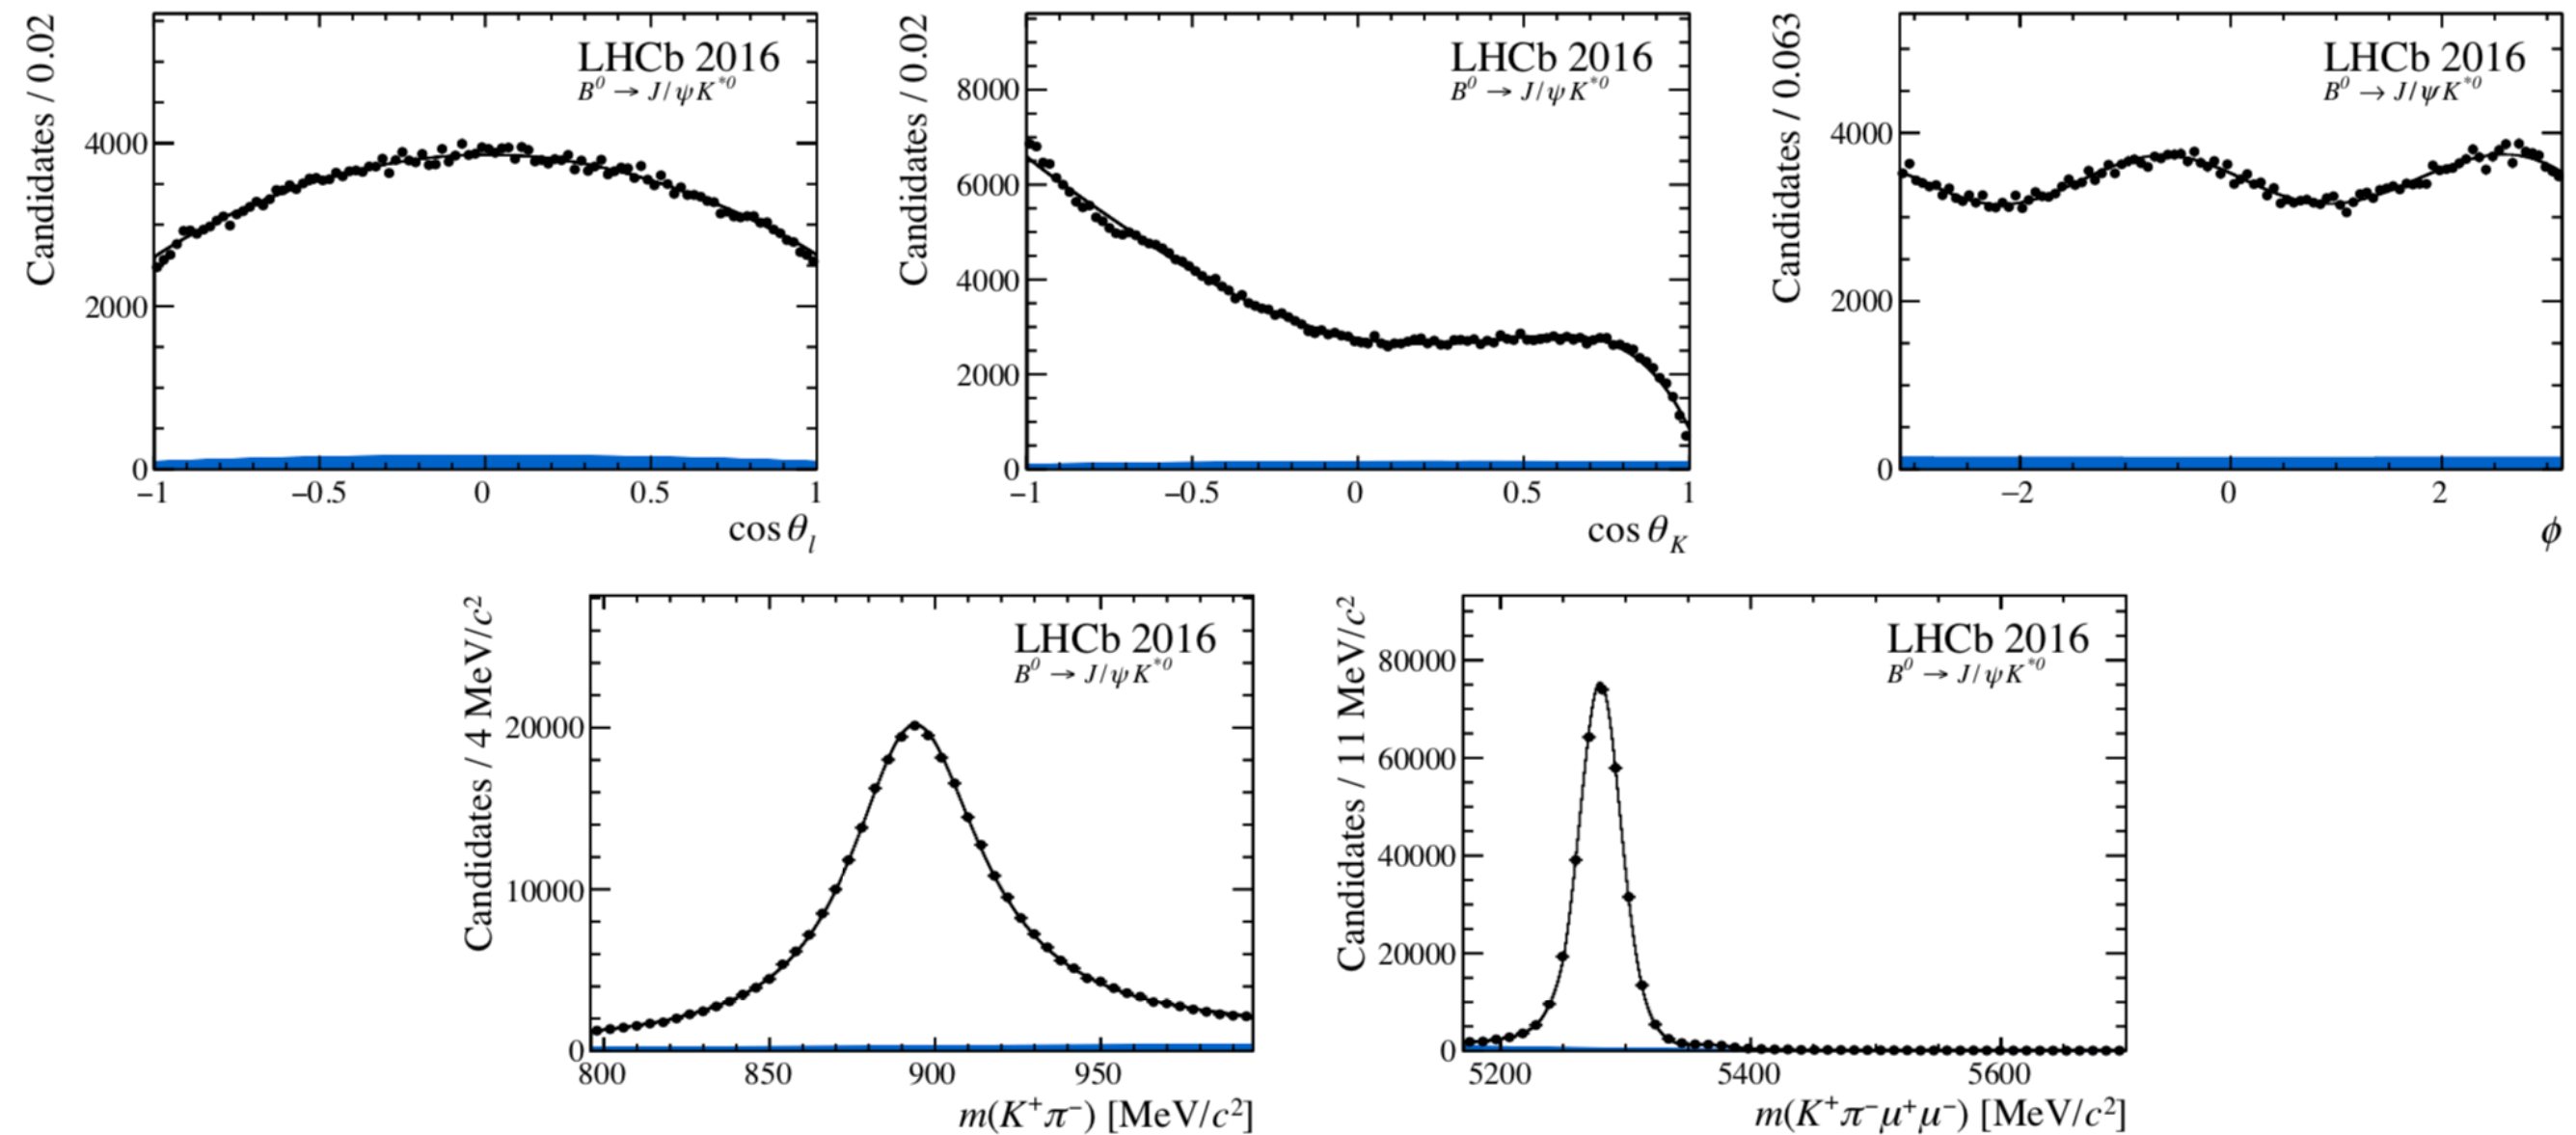 Candidates / 0.02
LHCb 2016
B⁰ → J/ψK*⁰
4000
2000
0
−1 −0.5 0 0.5 1
cos θ_l
Candidates / 0.02
LHCb 2016
B⁰ → J/ψK*⁰
8000
6000
4000
2000
0
−1 −0.5 0 0.5 1
cos θ_K
Candidates / 0.063
LHCb 2016
B⁰ → J/ψK*⁰
4000
2000
0
−2 0 2
ϕ
Candidates / 4 MeV/c²
LHCb 2016
B⁰ → J/ψK*⁰
20000
10000
0
800 850 900 950
m(K⁺π⁻) [MeV/c²]
Candidates / 11 MeV/c²
LHCb 2016
B⁰ → J/ψK*⁰
80000
60000
40000
20000
0
5200 5400 5600
m(K⁺π⁻μ⁺μ⁻) [MeV/c²]